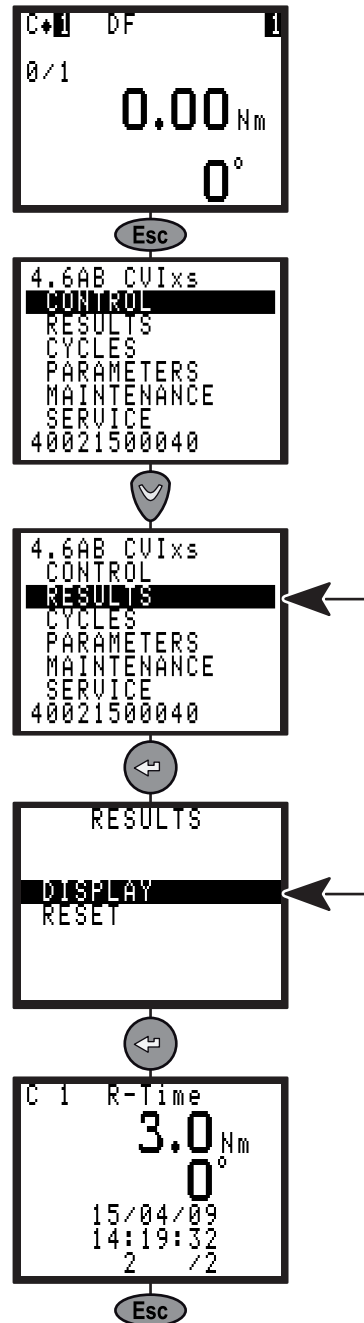 C♦1 DF 1
0/1
0.00 Nm
0°
Esc
4.6AB CVIxs
CONTROL
RESULTS
CYCLES
PARAMETERS
MAINTENANCE
SERVICE
40021500040
4.6AB CVIxs
CONTROL
RESULTS
CYCLES
PARAMETERS
MAINTENANCE
SERVICE
40021500040
RESULTS
DISPLAY
RESET
C 1 R-Time
3.0 Nm
0°
15/04/09
14:19:32
2 /2
Esc